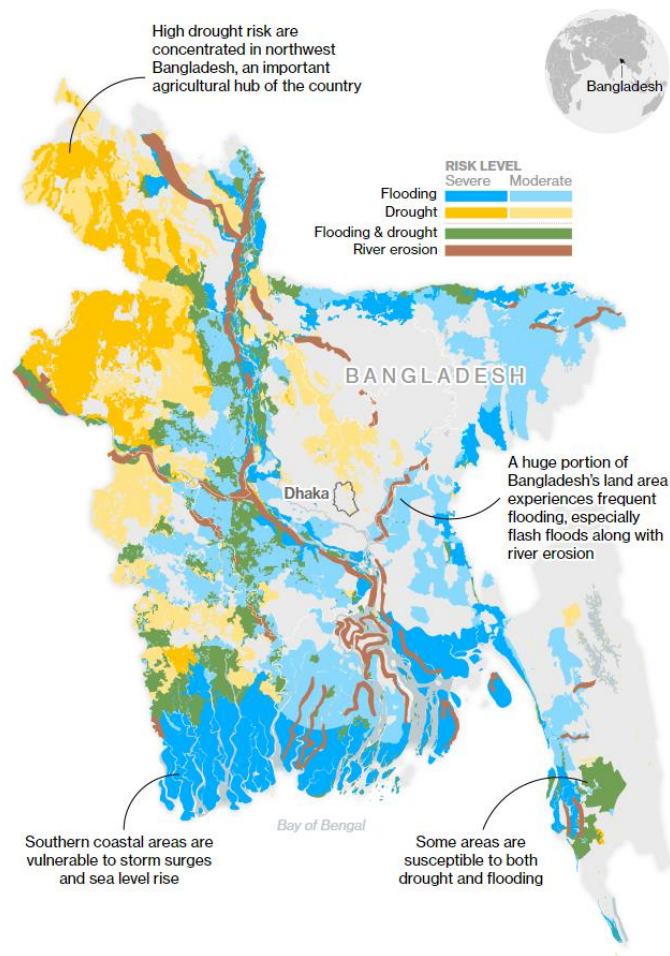 High drought risk are
concentrated in northwest
Bangladesh, an important
agricultural hub of the country
Bangladesh
RISK LEVEL
Severe Moderate
Flooding
Drought
Flooding & drought
River erosion
BANGLADESH
Dhaka
A huge portion of
Bangladesh's land area
experiences frequent
flooding, especially
flash floods along with
river erosion
Bay of Bengal
Southern coastal areas are
vulnerable to storm surges
and sea level rise
Some areas are
susceptible to both
drought and flooding